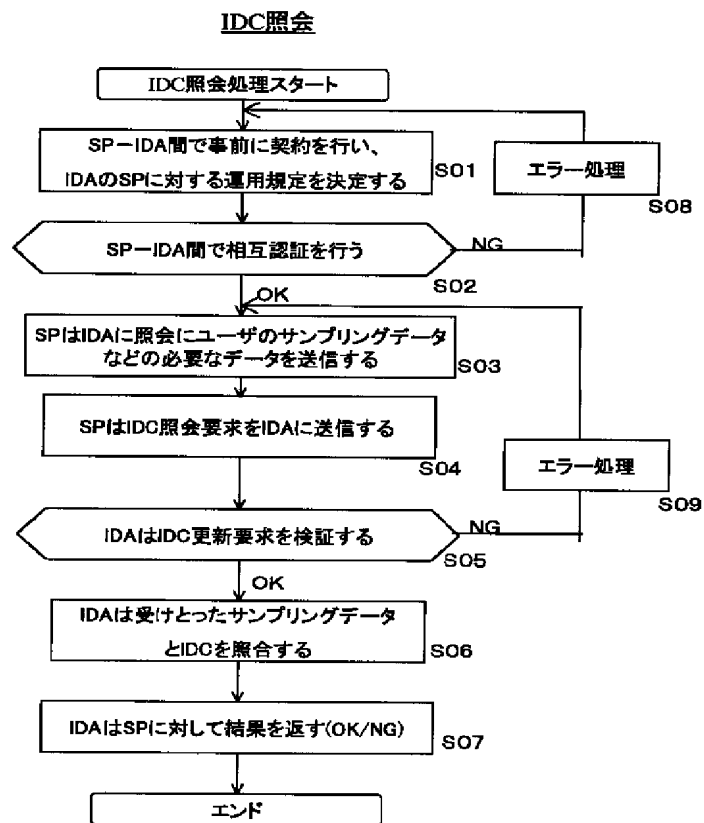 IDC照会
IDC照会処理スタート
SP－IDA間で事前に契約を行い、
IDAのSPに対する運用規定を決定する
S01
エラー処理
S08
SP－IDA間で相互認証を行う
NG
S02
OK
SPはIDAに照会にユーザのサンプリングデータ
などの必要なデータを送信する
S03
SPはIDC照会要求をIDAに送信する
S04
エラー処理
S09
IDAはIDC更新要求を検証する
NG
S05
OK
IDAは受けとったサンプリングデータ
とIDCを照合する
S06
IDAはSPに対して結果を返す(OK/NG)
S07
エンド